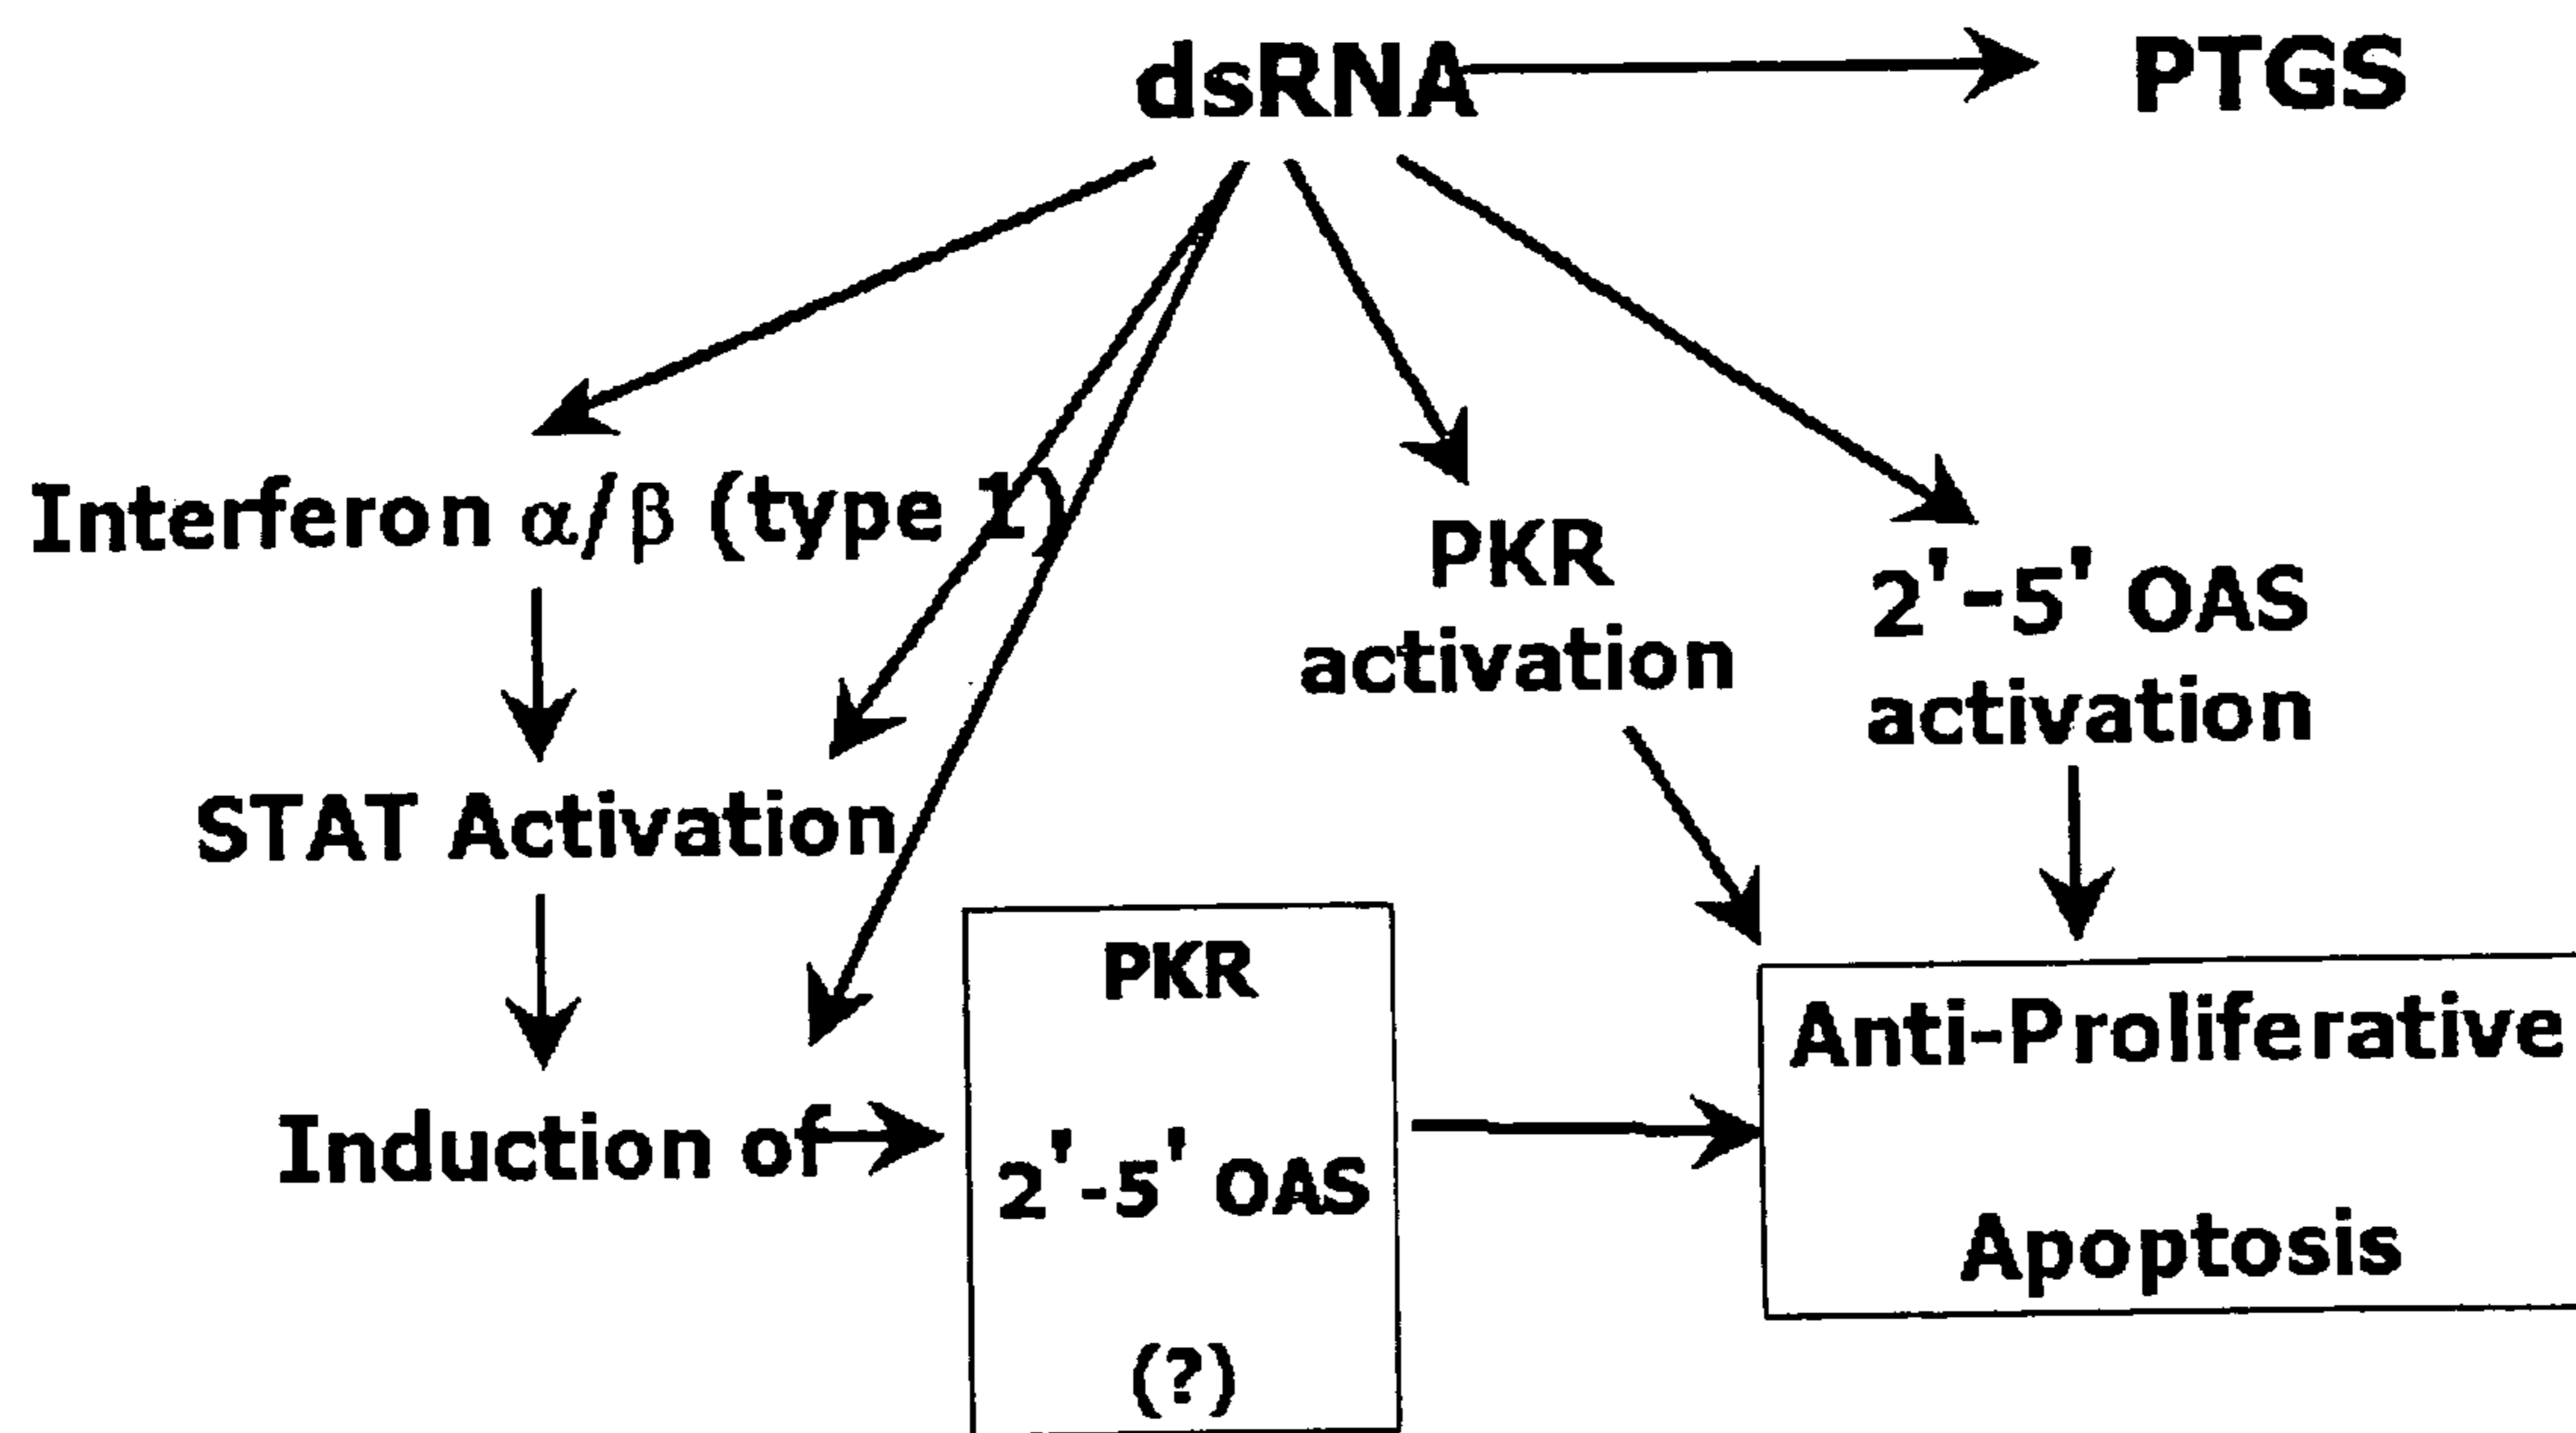 dsRNA
PTGS
Interferon α/β (type 1)
PKR
activation
2'-5' OAS
activation
STAT Activation
Induction of
PKR
2'-5' OAS
(?)
Anti-Proliferative
Apoptosis